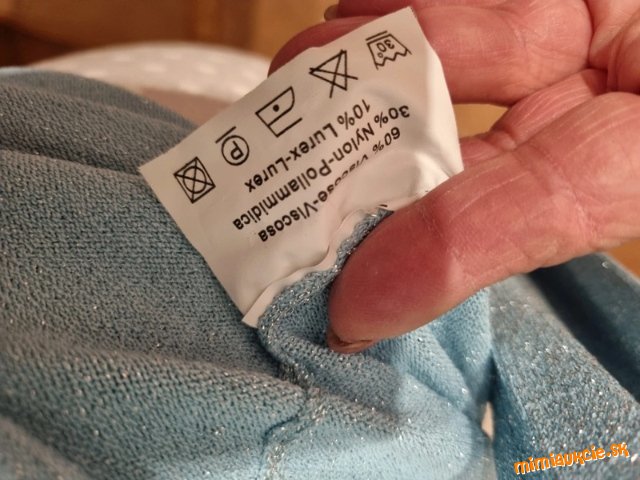 60% Viscose-Viscosa
30% Nylon-Poliammidica
10% Lurex-Lurex
P
30°
mimiaukcie.sk